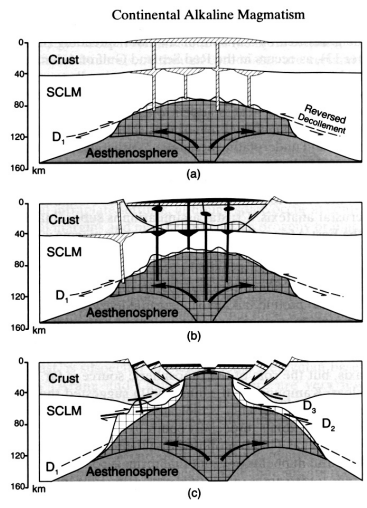 Continental Alkaline Magmatism
0
40
80
120
160
km
Crust
SCLM
D1
Aesthenosphere
Reversed
Decollement
(a)
0
40
80
120
160
km
Crust
SCLM
D1
Aesthenosphere
(b)
0
40
80
120
160
km
Crust
SCLM
D1
Aesthenosphere
D3
D2
(c)